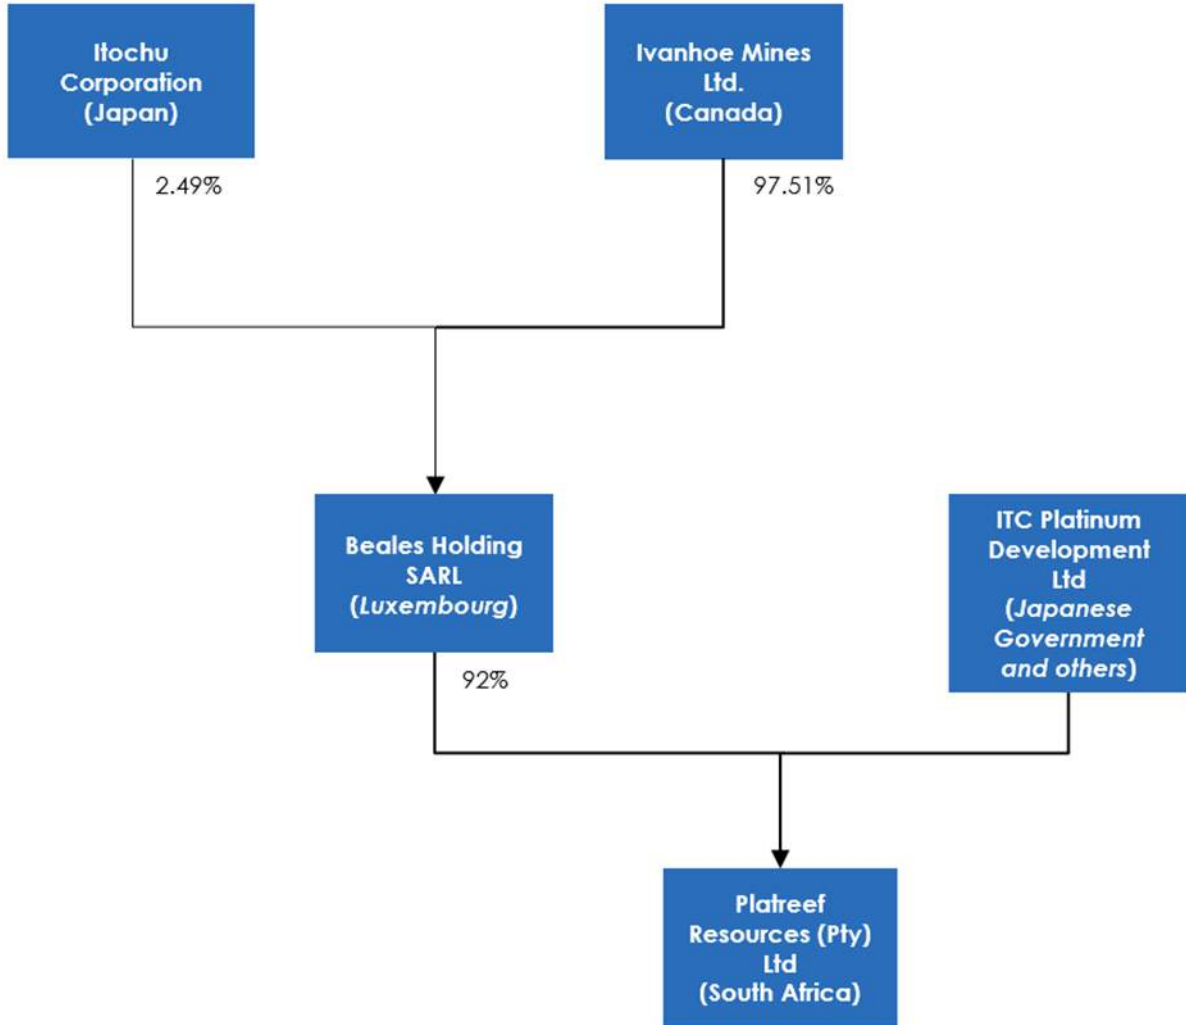 Itochu
Corporation
(Japan)
Ivanhoe Mines
Ltd.
(Canada)
2.49%
97.51%
Beales Holding
SARL
(Luxembourg)
ITC Platinum
Development
Ltd
(Japanese
Government
and others)
92%
Platreef
Resources (Pty)
Ltd
(South Africa)